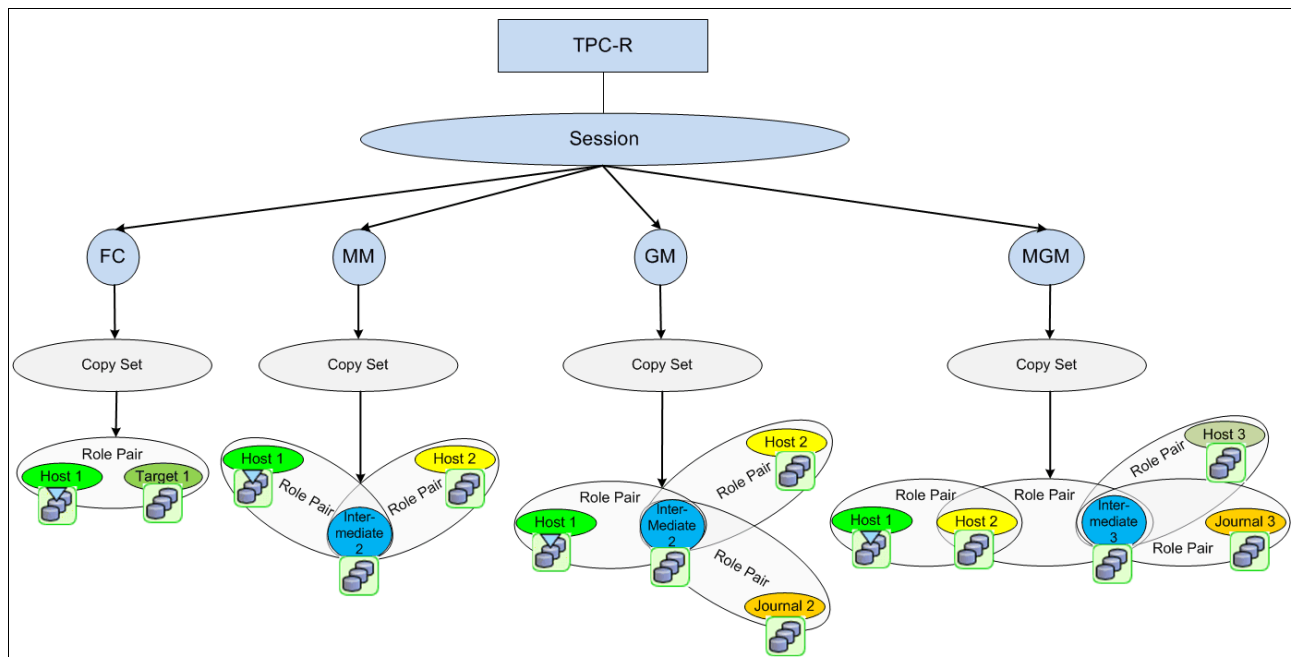 TPC-R
Session
FC
MM
GM
MGM
Copy Set
Copy Set
Copy Set
Copy Set
Role Pair
Host 1
Target 1
Host 1
Role Pair
Role Pair
Host 2
Inter-
mediate
2
Role Pair
Host 1
Inter-
Mediate
2
Host 2
Role Pair
Role Pair
Journal 2
Role Pair
Host 1
Host 2
Role Pair
Inter-
mediate
3
Role Pair
Host 3
Journal 3
Role Pair